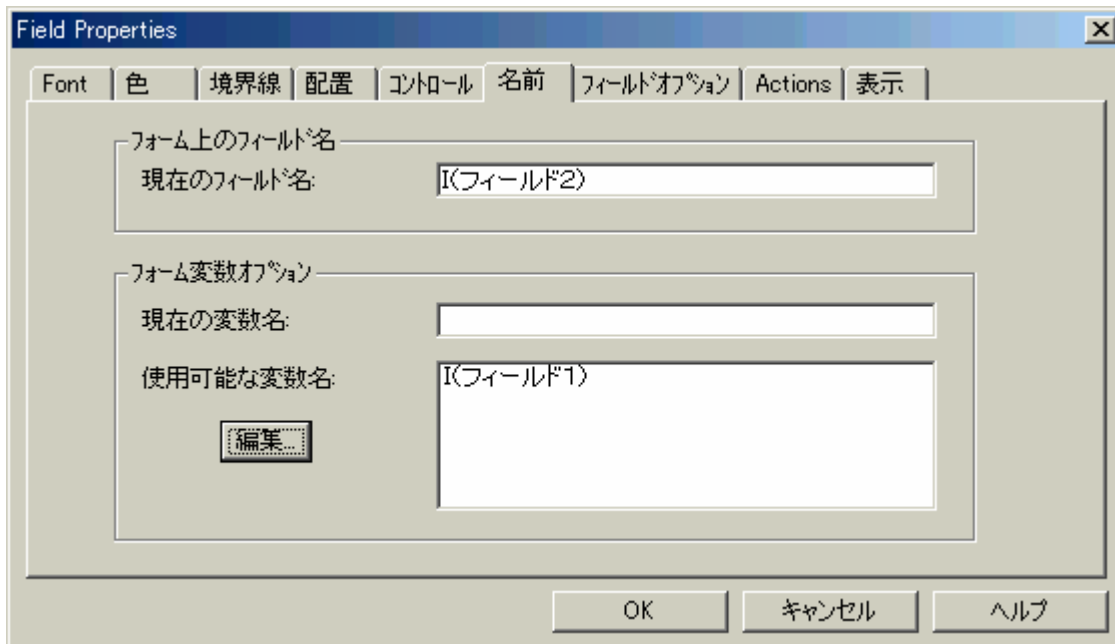 Field Properties
Font 色 境界線 配置 コントロール 名前 フィールドオプション Actions 表示
フォーム上のフィールド名
現在のフィールド名: I(フィールド2)
フォーム変数オプション
現在の変数名:
使用可能な変数名: I(フィールド1)
編集...
OK キャンセル ヘルプ